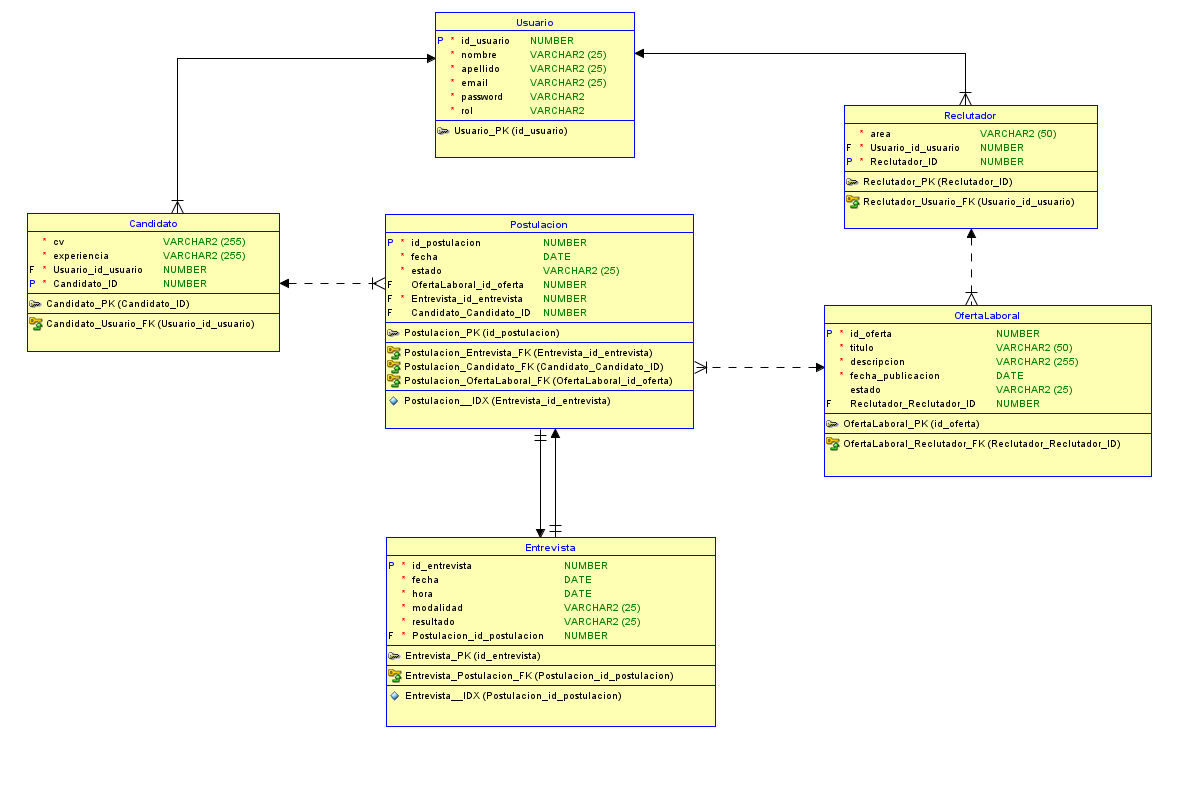 Usuario
P * id_usuario NUMBER
* nombre VARCHAR2 (25)
* apellido VARCHAR2 (25)
* email VARCHAR2 (25)
* password VARCHAR2
* rol VARCHAR2
Usuario_PK (id_usuario)
Reclutador
* area VARCHAR2 (50)
F * Usuario_id_usuario NUMBER
P * Reclutador_ID NUMBER
Reclutador_PK (Reclutador_ID)
Reclutador_Usuario_FK (Usuario_id_usuario)
Candidato
* cv VARCHAR2 (255)
* experiencia VARCHAR2 (255)
F * Usuario_id_usuario NUMBER
P * Candidato_ID NUMBER
Candidato_PK (Candidato_ID)
Candidato_Usuario_FK (Usuario_id_usuario)
Postulacion
P * id_postulacion NUMBER
* fecha DATE
* estado VARCHAR2 (25)
F OfertaLaboral_id_oferta NUMBER
F * Entrevista_id_entrevista NUMBER
F Candidato_Candidato_ID NUMBER
Postulacion_PK (id_postulacion)
Postulacion_Entrevista_FK (Entrevista_id_entrevista)
Postulacion_Candidato_FK (Candidato_Candidato_ID)
Postulacion_OfertaLaboral_FK (OfertaLaboral_id_oferta)
Postulacion__IDX (Entrevista_id_entrevista)
OfertaLaboral
P * id_oferta NUMBER
* titulo VARCHAR2 (50)
* descripcion VARCHAR2 (255)
* fecha_publicacion DATE
estado VARCHAR2 (25)
F Reclutador_Reclutador_ID NUMBER
OfertaLaboral_PK (id_oferta)
OfertaLaboral_Reclutador_FK (Reclutador_Reclutador_ID)
Entrevista
P * id_entrevista NUMBER
* fecha DATE
* hora DATE
* modalidad VARCHAR2 (25)
* resultado VARCHAR2 (25)
F * Postulacion_id_postulacion NUMBER
Entrevista_PK (id_entrevista)
Entrevista_Postulacion_FK (Postulacion_id_postulacion)
Entrevista__IDX (Postulacion_id_postulacion)